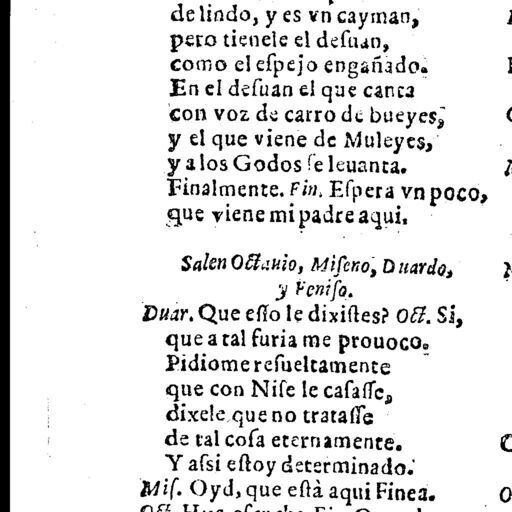 de lindo, y es vn cayman,
pero tienele el desuan,
como el espejo engañado.
En el desuan el que canta
con voz de carro de bueyes,
y el que viene de Muleyes,
y a los Godos se leuanta.
Finalmente. Fin. Espera vn poco,
que viene mi padre aqui.
Salen Octauio, Miseno, Duardo,
y Feniso.
Duar. Que esso le dixistes? Oct. Si,
que a tal furia me prouoco.
Pidiome resueltamente
que con Nise le casasse,
dixele que no tratasse
de tal cosa eternamente.
Y assi estoy determinado.
Mis. Oyd, que està aqui Finea.